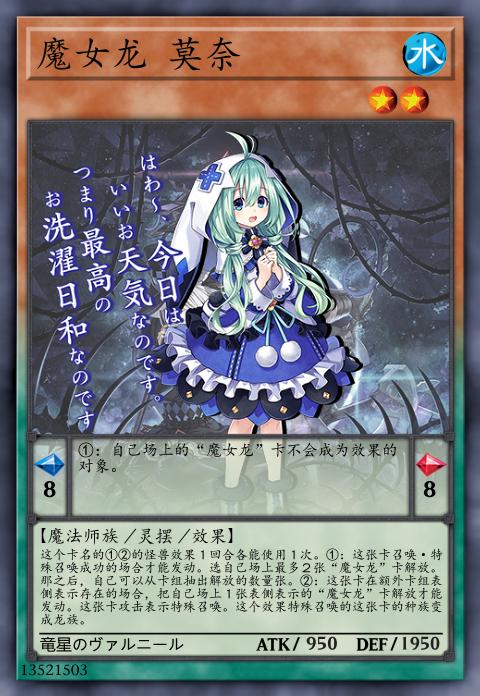 魔女龙 莫奈
水
はわ～、今日は
いいお天気なのです。
つまり最高の
お洗濯日和なのです
①：自己场上的“魔女龙”卡不会成为效果的
对象。
8
8
【魔法师族／灵摆／效果】
这个卡名的①②的怪兽效果1回合各能使用1次。①：这张卡召唤・特
殊召唤成功的场合才能发动。选自己场上最多2张“魔女龙”卡解放。
那之后，自己可以从卡组抽出解放的数量张。②：这张卡在额外卡组表
侧表示存在的场合，把自己场上1张表侧表示的“魔女龙”卡解放才能
发动。这张卡攻击表示特殊召唤。这个效果特殊召唤的这张卡的种族变
成龙族。
竜星のヴァルニール
ATK/ 950 DEF/1950
13521503